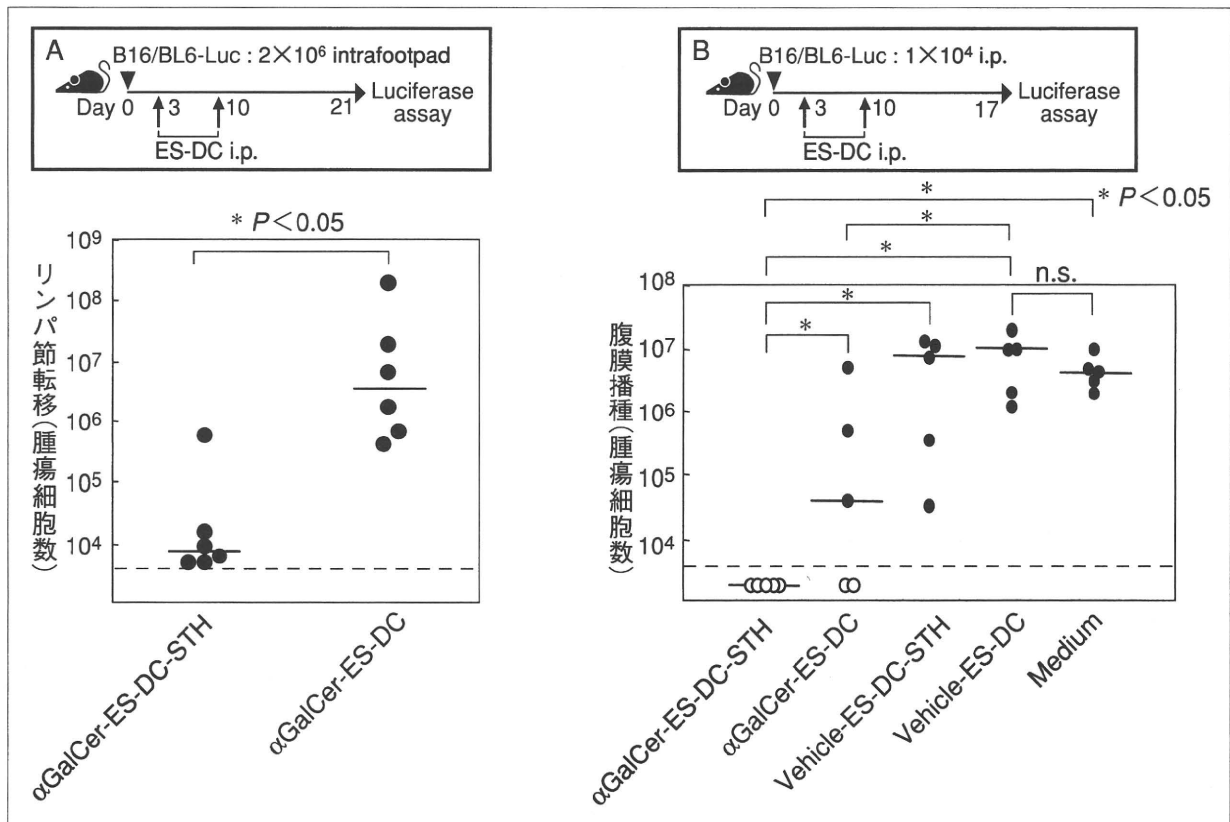 A
B16/BL6-Luc : 2×10⁶ intrafootpad
Day 0 3 10 21 Luciferase
assay
ES-DC i.p.
* P＜0.05
リンパ節転移（腫瘍細胞数）
10⁹
10⁸
10⁷
10⁶
10⁵
10⁴
αGalCer-ES-DC-STH
αGalCer-ES-DC
B
B16/BL6-Luc : 1×10⁴ i.p.
Day 0 3 10 17 Luciferase
assay
ES-DC i.p.
* * P＜0.05
*
*
n.s.
*
*
腹膜播種（腫瘍細胞数）
10⁸
10⁷
10⁶
10⁵
10⁴
αGalCer-ES-DC-STH
αGalCer-ES-DC
Vehicle-ES-DC-STH
Vehicle-ES-DC
Medium